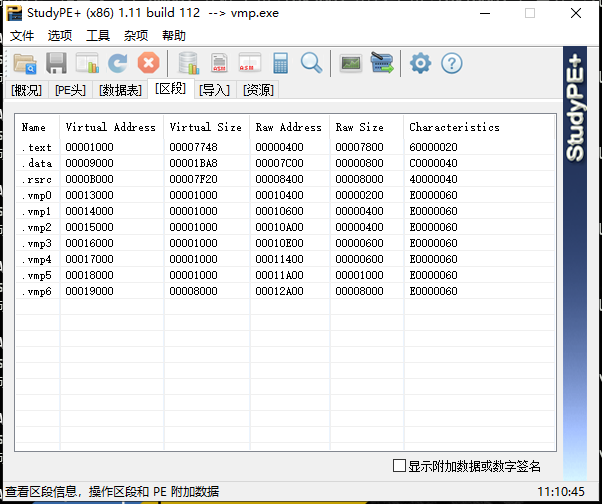 StudyPE+ (x86) 1.11 build 112 --> vmp.exe
文件 选项 工具 杂项 帮助
[概况] [PE头] [数据表] [区段] [导入] [资源]
Name Virtual Address Virtual Size Raw Address Raw Size Characteristics
.text 00001000 00007748 00000400 00007800 60000020
.data 00009000 00001BA8 00007C00 00000800 C0000040
.rsrc 0000B000 00007F20 00008400 00008000 40000040
.vmp0 00013000 00001000 00010400 00000200 E0000060
.vmp1 00014000 00001000 00010600 00000400 E0000060
.vmp2 00015000 00001000 00010A00 00000400 E0000060
.vmp3 00016000 00001000 00010E00 00000600 E0000060
.vmp4 00017000 00001000 00011400 00000600 E0000060
.vmp5 00018000 00001000 00011A00 00001000 E0000060
.vmp6 00019000 00008000 00012A00 00008000 E0000060
StudyPE+
显示附加数据或数字签名
查看区段信息，操作区段和 PE 附加数据 11:10:45